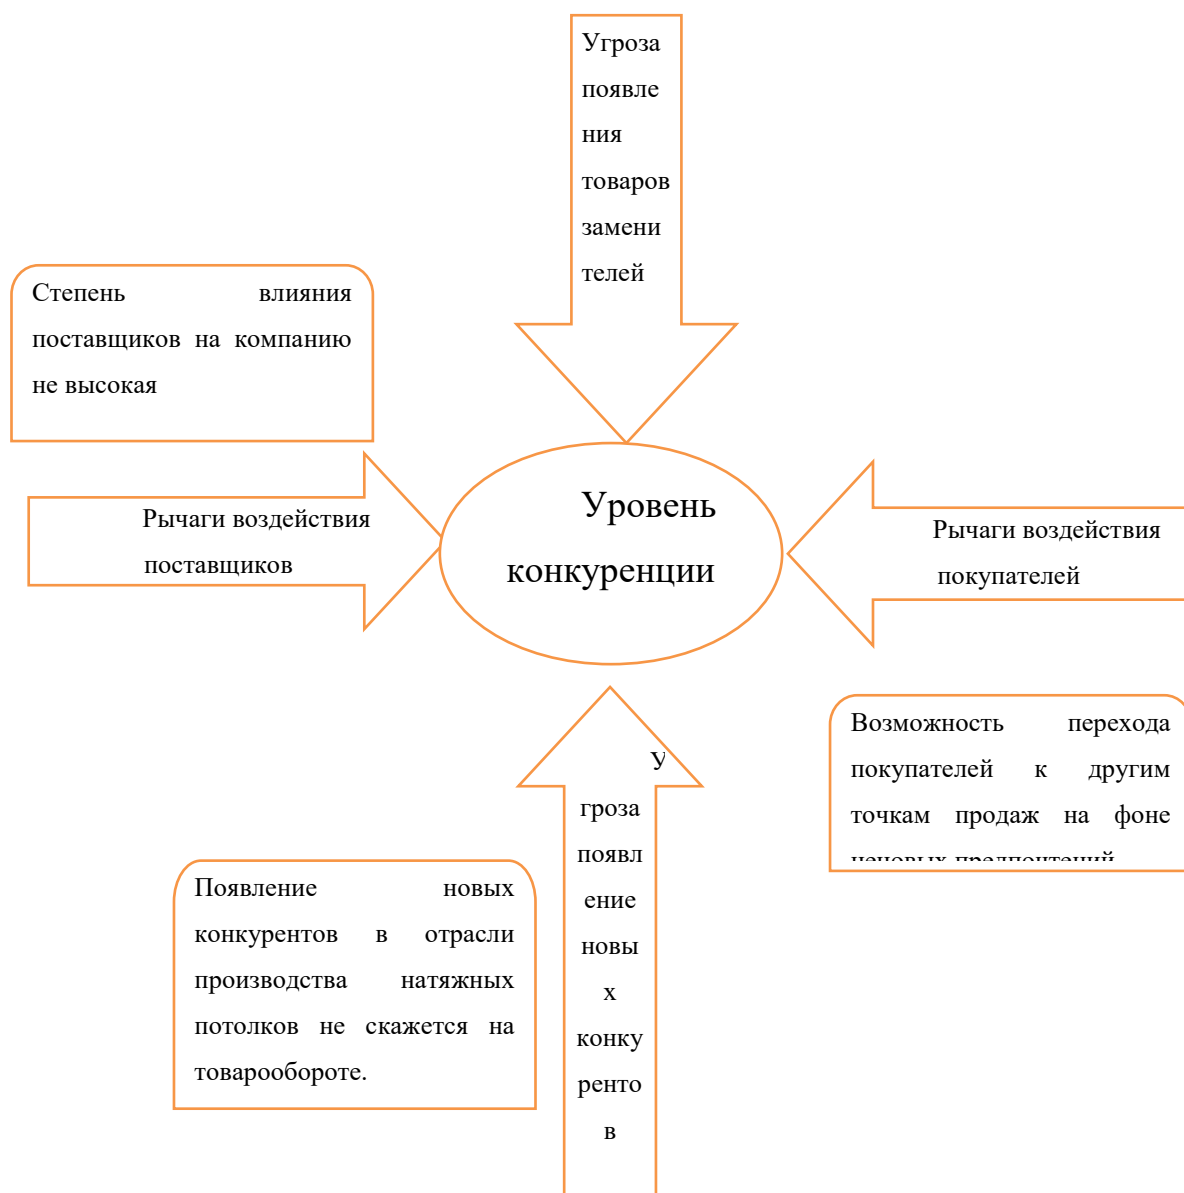 Угроза
появле
ния
товаров
замени
телей
Степень влияния
поставщиков на компанию
не высокая
Уровень
конкуренции
Рычаги воздействия
поставщиков
Рычаги воздействия
покупателей
Возможность перехода
покупателей к другим
точкам продаж на фоне
ценовых предпочтений
У
гроза
появл
ение
новы
х
конку
ренто
в
Появление новых
конкурентов в отрасли
производства натяжных
потолков не скажется на
товарообороте.